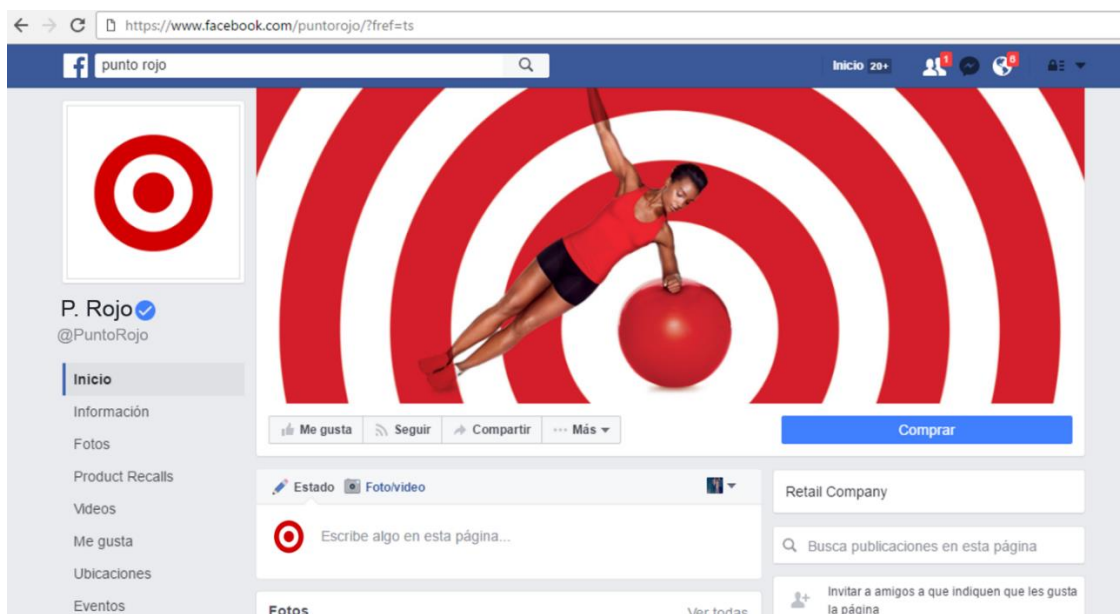 https://www.facebook.com/puntorojo/?fref=ts
punto rojo
Inicio 20+
1
6
P. Rojo
@PuntoRojo
Inicio
Información
Fotos
Product Recalls
Videos
Me gusta
Ubicaciones
Eventos
Me gusta Seguir Compartir ··· Más
Comprar
Estado Foto/video
Escribe algo en esta página...
Fotos Ver todas
Retail Company
Busca publicaciones en esta página
Invitar a amigos a que indiquen que les gusta
la página